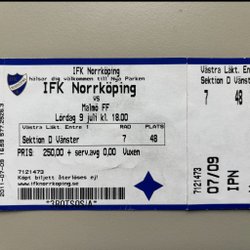 IFK Norrköping
hälsar dig välkommen till Nya Parken
IFK Norrköping
vs
Malmö FF
Lördag 9 juli kl 18.00
Västra Läkt. Entre 1
RAD
PLATS
Sektion D Vänster
7
48
PRIS
250,00 + serv.avg 0.00
Vuxen
7121473
Köpt biljett återlöses ej!
www.ifknorrkoping.se
Västra Läkt. Entre
Sektion D Vänst
7
48
7121473
07/09
IPN